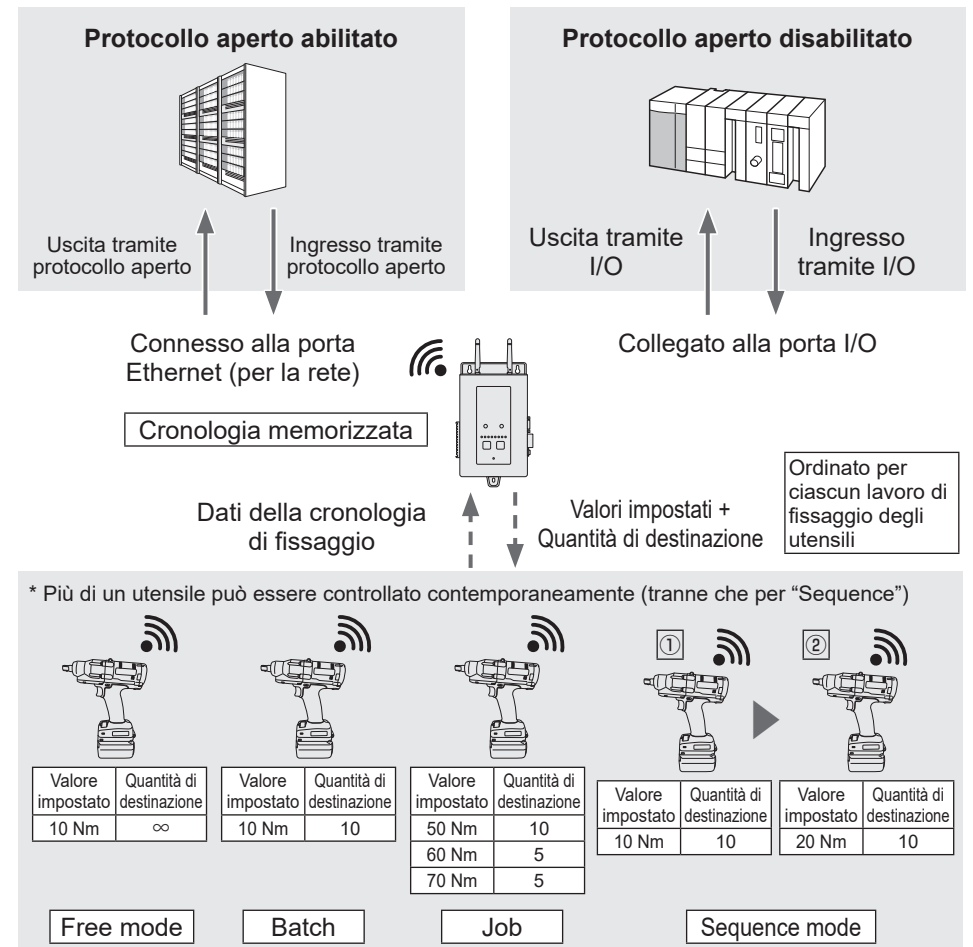 Protocollo aperto abilitato
Uscita tramite
protocollo aperto
Ingresso tramite
protocollo aperto
Protocollo aperto disabilitato
Uscita tramite
I/O
Ingresso
tramite I/O
Connesso alla porta
Ethernet (per la rete)
Collegato alla porta I/O
Cronologia memorizzata
Dati della cronologia
di fissaggio
Valori impostati +
Quantità di destinazione
Ordinato per
ciascun lavoro di
fissaggio degli
utensili
* Più di un utensile può essere controllato contemporaneamente (tranne che per “Sequence”)
① ②
Valore
impostato
Quantità di
destinazione
10 Nm ∞
Free mode
Valore
impostato
Quantità di
destinazione
10 Nm 10
Batch
Valore
impostato
Quantità di
destinazione
50 Nm 10
60 Nm 5
70 Nm 5
Job
Valore
impostato
Quantità di
destinazione
10 Nm 10
Valore
impostato
Quantità di
destinazione
20 Nm 10
Sequence mode